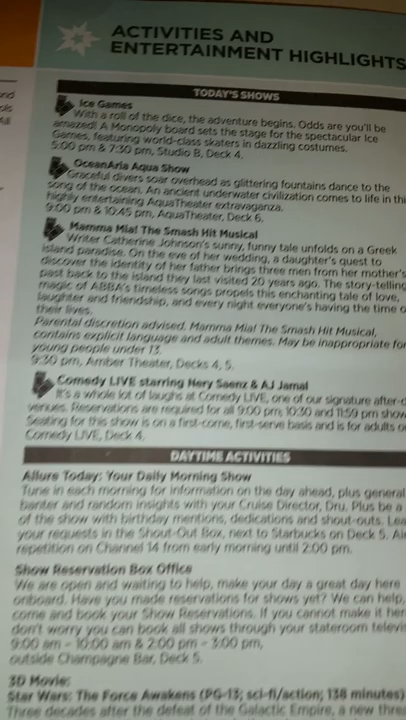 ACTIVITIES AND
ENTERTAINMENT HIGHLIGHTS
TODAY'S SHOWS
Ice Games
With a roll of the dice, the adventure begins. Odds are you'll be
amazed! A Monopoly board sets the stage for the spectacular Ice
Games, featuring world-class skaters in dazzling costumes.
5:00 pm & 7:30 pm, Studio B, Deck 4.
OceanAria Aqua Show
Graceful divers soar overhead as glittering fountains dance to the
song of the ocean. An ancient underwater civilization comes to life in this
highly entertaining AquaTheater extravaganza.
9:00 pm & 10:45 pm, AquaTheater, Deck 6.
Mamma Mia! The Smash Hit Musical
Writer Catherine Johnson's sunny, funny tale unfolds on a Greek
island paradise. On the eve of her wedding, a daughter's quest to
discover the identity of her father brings three men from her mother's
past back to the island they last visited 20 years ago. The story-telling
magic of ABBA's timeless songs propels this enchanting tale of love,
laughter and friendship, and every night everyone's having the time o
their lives.
Parental discretion advised. Mamma Mia! The Smash Hit Musical,
contains explicit language and adult themes. May be inappropriate for
young people under 13.
9:30 pm, Amber Theater, Decks 4, 5.
Comedy LIVE starring Nery Saenz & AJ Jamal
It's a whole lot of laughs at Comedy LIVE, one of our signature after-d
venues. Reservations are required for all 9:00 pm, 10:30 and 11:59 pm show
Seating for this show is on a first-come, first-serve basis and is for adults o
Comedy LIVE, Deck 4.
DAYTIME ACTIVITIES
Allure Today: Your Daily Morning Show
Tune in each morning for information on the day ahead, plus general
banter and random insights with your Cruise Director, Dru. Plus be a
of the show with birthday mentions, dedications and shout-outs. Lea
your requests in the Shout-Out Box, next to Starbucks on Deck 5. Air
repetition on Channel 14 from early morning until 2:00 pm.
Show Reservation Box Office
We are open and waiting to help, make your day a great day here
onboard. Have you made reservations for shows yet? We can help,
come and book your Show Reservations. If you cannot make it her
don't worry you can book all shows through your stateroom televis
9:00 am - 10:00 am & 2:00 pm - 3:00 pm,
outside Champagne Bar, Deck 5.
3D Movie:
Star Wars: The Force Awakens (PG-13; sci-fi/action; 138 minutes)
Three decades after the defeat of the Galactic Empire, a new threa